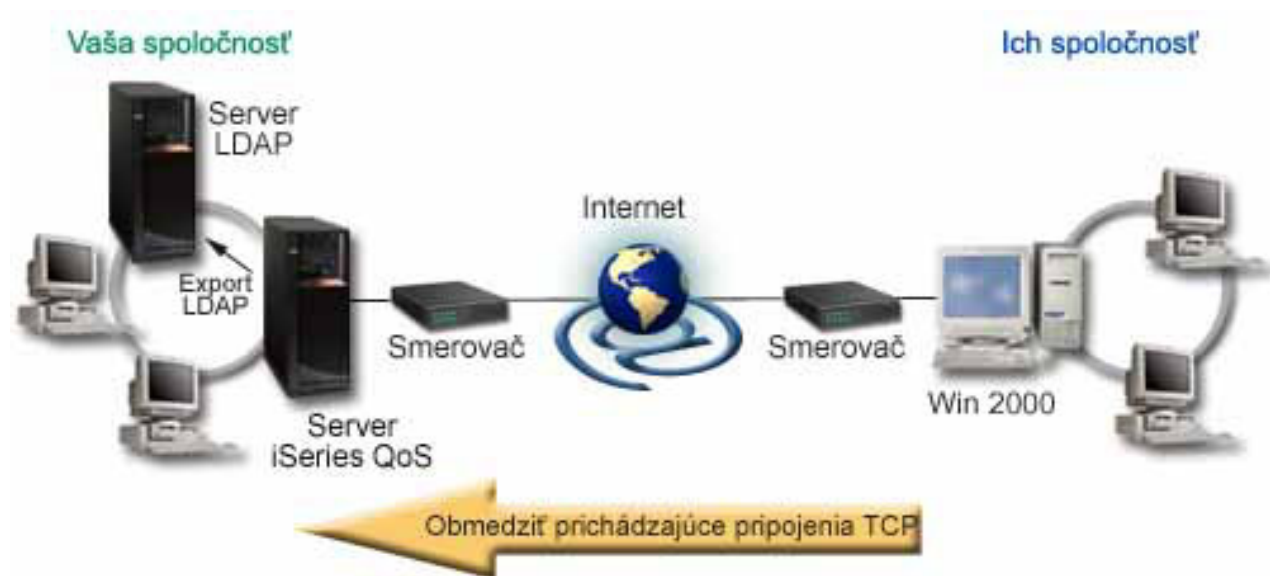 Vaša spoločnosť
Ich spoločnosť
Server
LDAP
Internet
Export
LDAP
Smerovač
Smerovač
Win 2000
Server
iSeries QoS
Obmedziť prichádzajúce pripojenia TCP